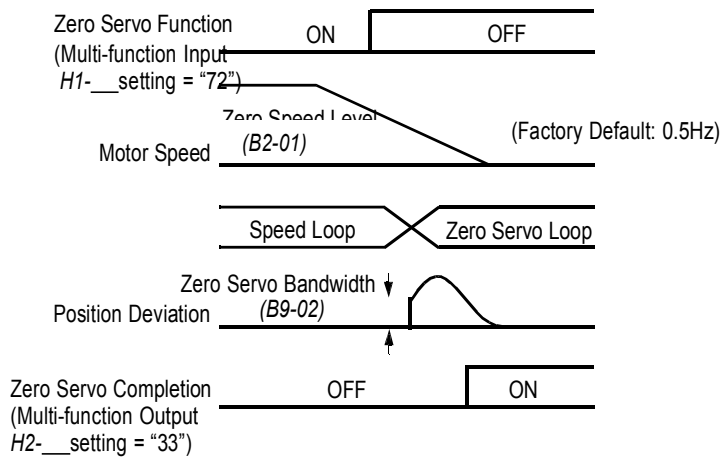 Zero Servo Function
(Multi-function Input
H1-__setting = “72”)
ON
OFF
Zero Speed Level
(B2-01)
(Factory Default: 0.5Hz)
Motor Speed
Speed Loop
Zero Servo Loop
Zero Servo Bandwidth
(B9-02)
Position Deviation
Zero Servo Completion
(Multi-function Output
H2-__setting = “33”)
OFF
ON